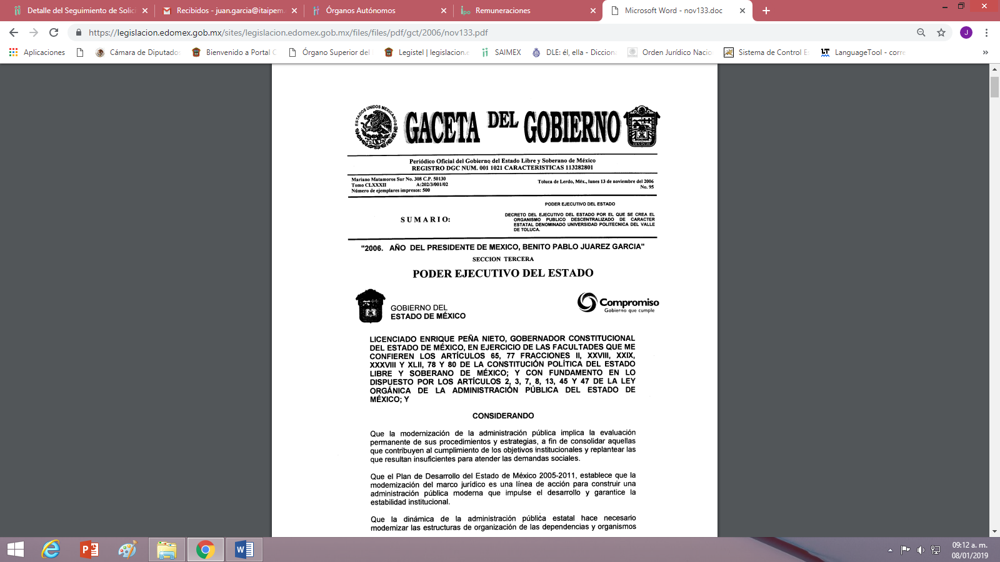 Detalle del Seguimiento de Solici
Recibidos - juan.garcia@itaipem.
Órganos Autónomos
ipo
Remuneraciones
Microsoft Word - nov133.doc
https://legislacion.edomex.gob.mx/sites/legislacion.edomex.gob.mx/files/files/pdf/gct/2006/nov133.pdf
J
Aplicaciones
Cámara de Diputados
Bienvenido a Portal C
Órgano Superior del
Legistel | legislacion.e
SAIMEX
DLE: él, ella - Diccion
Orden Jurídico Nacio
Sistema de Control E
LT
LanguageTool - corre
»
ESTADOS UNIDOS MEXICANOS
GACETA DEL GOBIERNO
Periódico Oficial del Gobierno del Estado Libre y Soberano de México
REGISTRO DGC NUM. 001 1021 CARACTERISTICAS 113282801
Mariano Matamoros Sur No. 308 C.P. 50130
Tomo CLXXXII A:202/3/001/02
Número de ejemplares impresos: 500
Toluca de Lerdo, Méx., lunes 13 de noviembre del 2006
No. 95
PODER EJECUTIVO DEL ESTADO
S U M A R I O:
DECRETO DEL EJECUTIVO DEL ESTADO POR EL QUE SE CREA EL
ORGANISMO PUBLICO DESCENTRALIZADO DE CARACTER
ESTATAL DENOMINADO UNIVERSIDAD POLITECNICA DEL VALLE
DE TOLUCA.
"2006. AÑO DEL PRESIDENTE DE MEXICO, BENITO PABLO JUAREZ GARCIA"
SECCION TERCERA
PODER EJECUTIVO DEL ESTADO
GOBIERNO DEL
ESTADO DE MÉXICO
Compromiso
Gobierno que cumple
LICENCIADO ENRIQUE PEÑA NIETO, GOBERNADOR CONSTITUCIONAL
DEL ESTADO DE MÉXICO, EN EJERCICIO DE LAS FACULTADES QUE ME
CONFIEREN LOS ARTÍCULOS 65, 77 FRACCIONES II, XXVIII, XXIX,
XXXVIII Y XLII, 78 Y 80 DE LA CONSTITUCIÓN POLÍTICA DEL ESTADO
LIBRE Y SOBERANO DE MÉXICO; Y CON FUNDAMENTO EN LO
DISPUESTO POR LOS ARTÍCULOS 2, 3, 7, 8, 13, 45 Y 47 DE LA LEY
ORGÁNICA DE LA ADMINISTRACIÓN PÚBLICA DEL ESTADO DE
MÉXICO; Y
CONSIDERANDO
Que la modernización de la administración pública implica la evaluación
permanente de sus procedimientos y estrategias, a fin de consolidar aquellas
que contribuyen al cumplimiento de los objetivos institucionales y replantear las
que resultan insuficientes para atender las demandas sociales.
Que el Plan de Desarrollo del Estado de México 2005-2011, establece que la
modernización del marco jurídico es una línea de acción para construir una
administración pública moderna que impulse el desarrollo y garantice la
estabilidad institucional.
Que la dinámica de la administración pública estatal hace necesario
modernizar las estructuras de organización de las dependencias y organismos
09:12 a. m.
08/01/2019